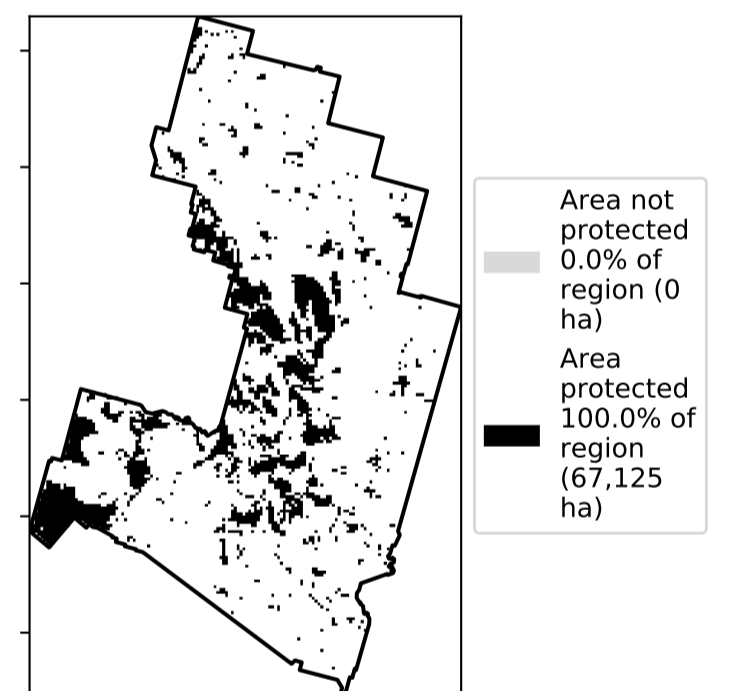 Area not
protected
0.0% of
region (0
ha)
Area
protected
100.0% of
region
(67,125
ha)